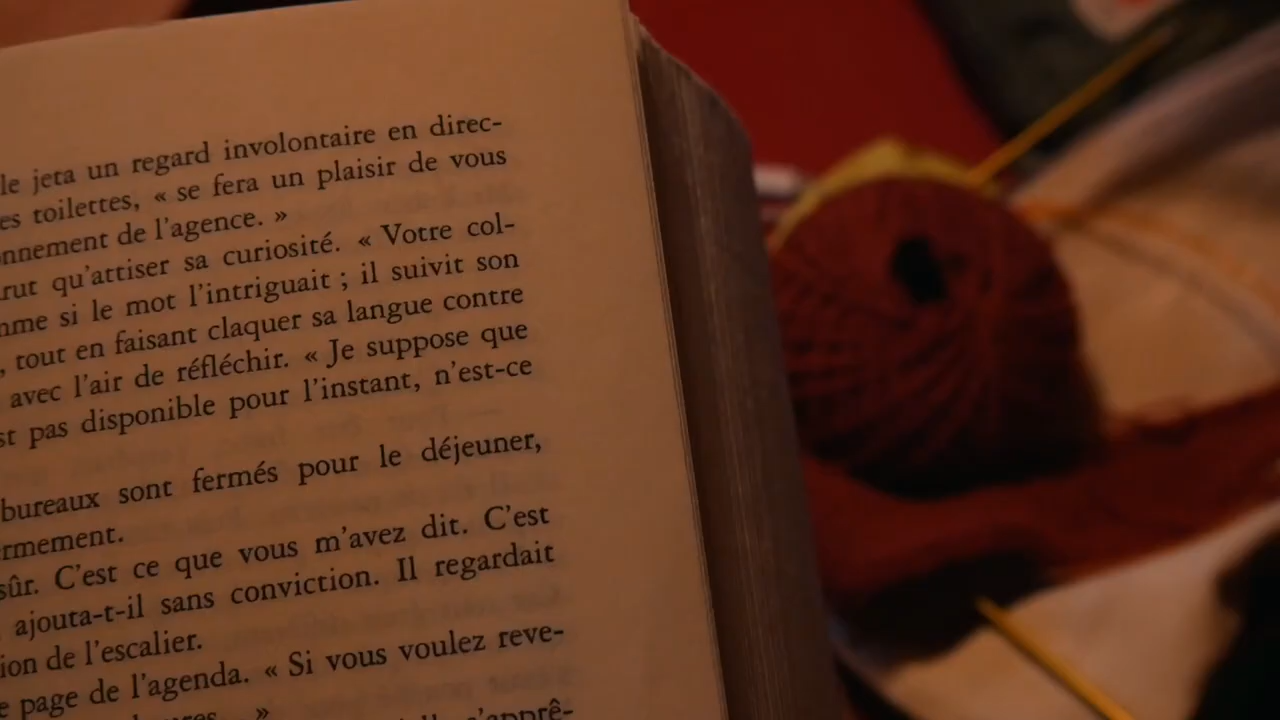 le jeta un regard involontaire en direc-
es toilettes, « se fera un plaisir de vous
nnement de l'agence. »
rut qu'attiser sa curiosité. « Votre col-
me si le mot l'intriguait ; il suivit son
, tout en faisant claquer sa langue contre
avec l'air de réfléchir. « Je suppose que
st pas disponible pour l'instant, n'est-ce
bureaux sont fermés pour le déjeuner,
rmement.
sûr. C'est ce que vous m'avez dit. C'est
ajouta-t-il sans conviction. Il regardait
ion de l'escalier.
e page de l'agenda. « Si vous voulez reve-
»
s'apprê-